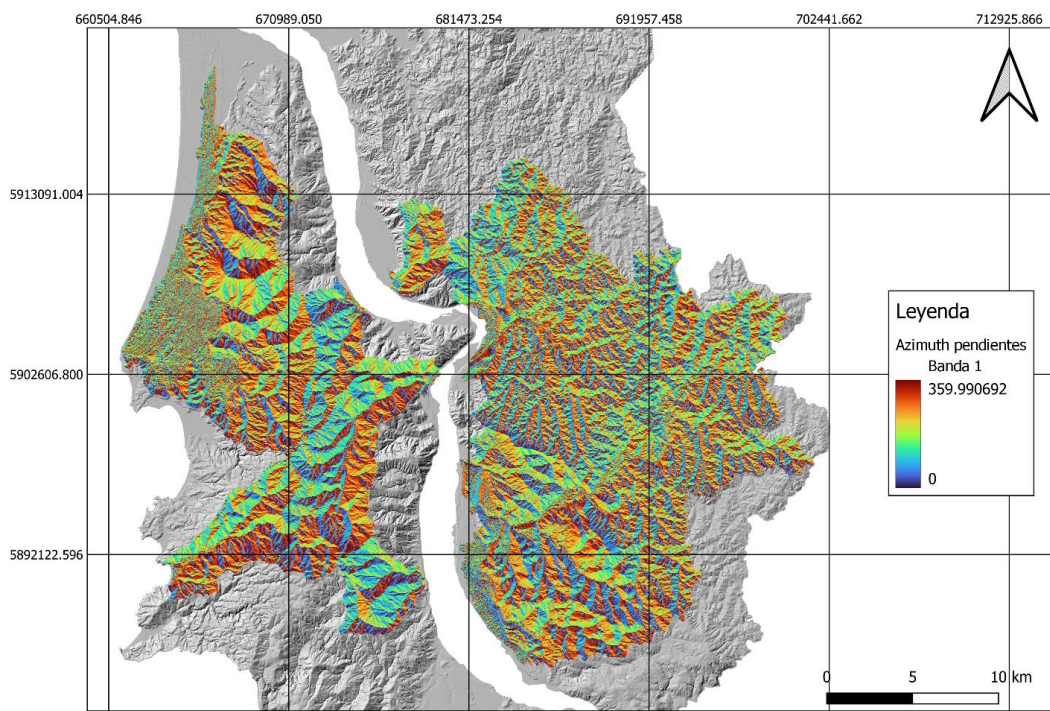 660504.846 670989.050 681473.254 691957.458 702441.662 712925.866
5913091.004
5902606.800
5892122.596
Leyenda
Azimuth pendientes
Banda 1
359.990692
0
0 5 10 km